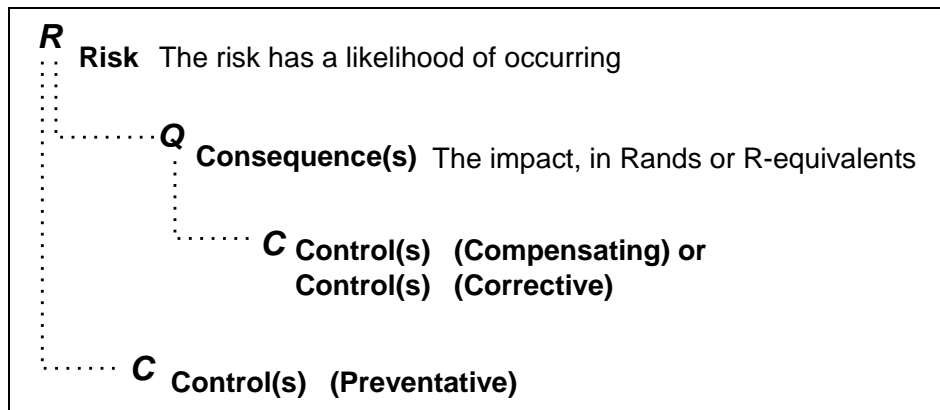 R
Risk The risk has a likelihood of occurring
Q
Consequence(s) The impact, in Rands or R-equivalents
C Control(s) (Compensating) or
Control(s) (Corrective)
C Control(s) (Preventative)